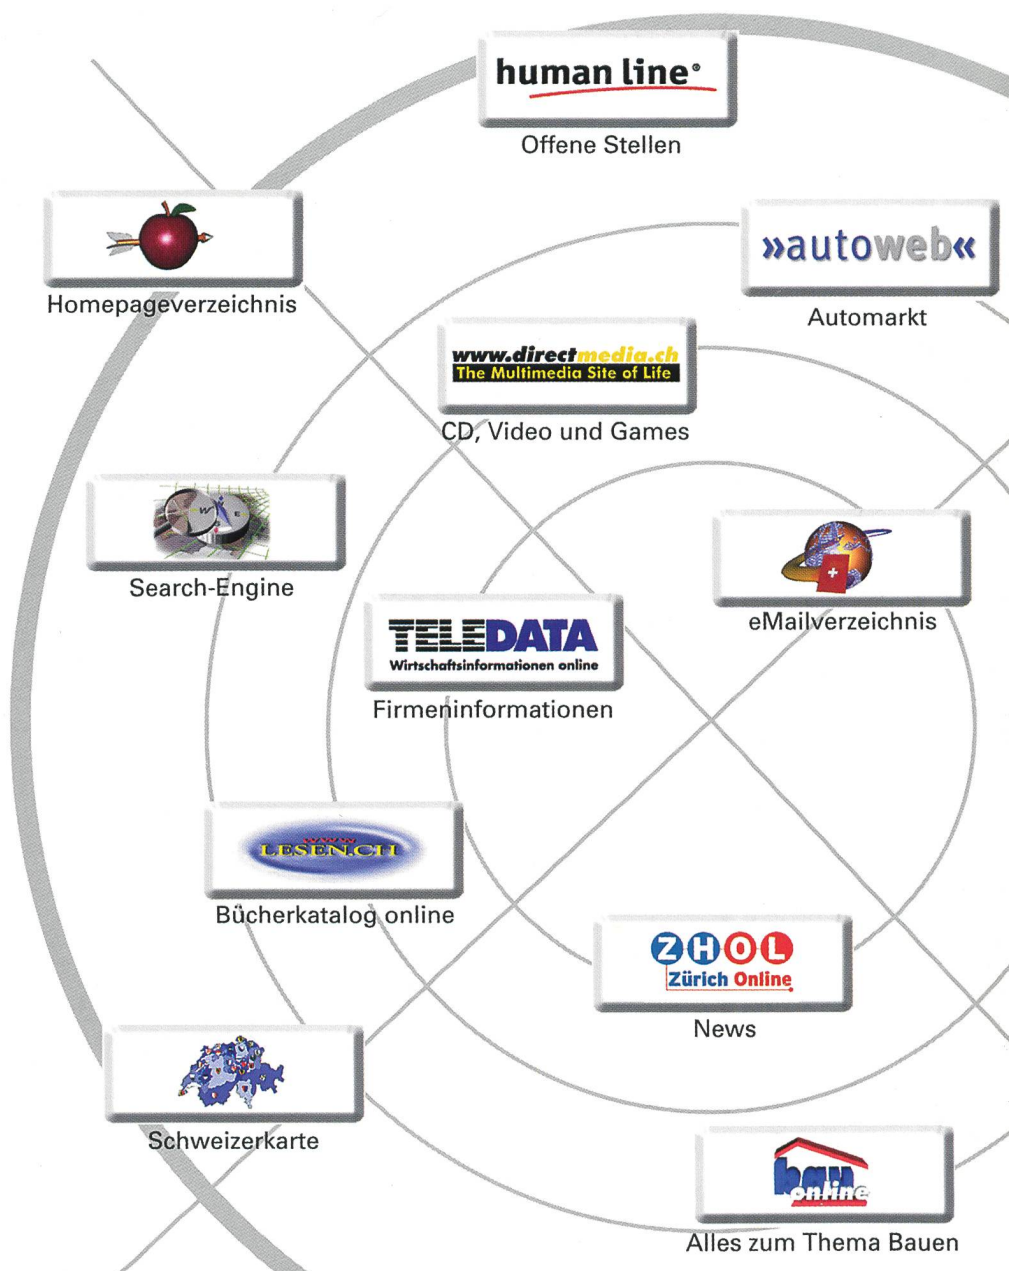 human line®
Offene Stellen
Homepageverzeichnis
»autoweb«
Automarkt
www.directmedia.ch
The Multimedia Site of Life
CD, Video und Games
W
S
E
Search-Engine
eMailverzeichnis
TELEDATA
Wirtschaftsinformationen online
Firmeninformationen
www
LESEN.CH
Bücherkatalog online
ZHOL
Zürich Online
News
Schweizerkarte
bau
online
Alles zum Thema Bauen